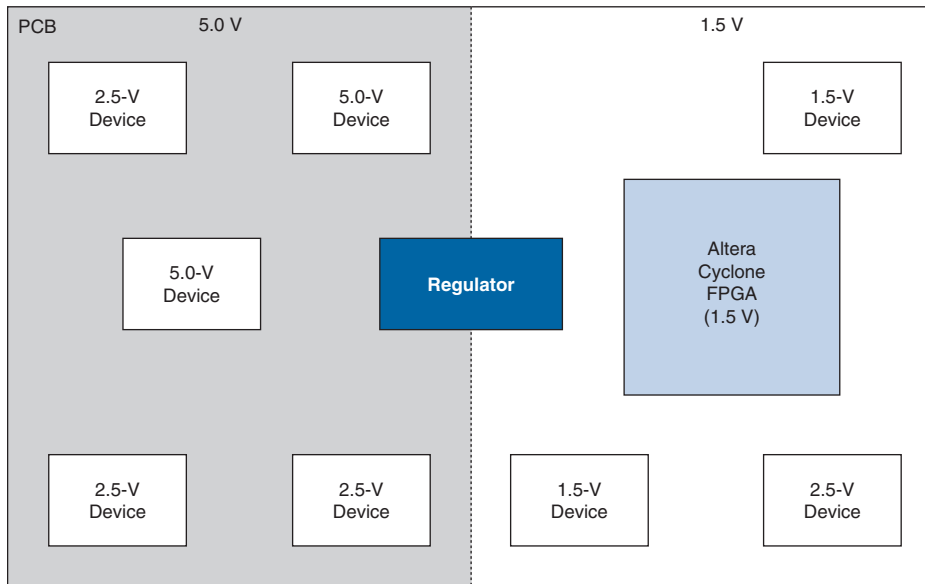 PCB
5.0 V
1.5 V
2.5-V
Device
5.0-V
Device
1.5-V
Device
5.0-V
Device
Regulator
Altera
Cyclone
FPGA
(1.5 V)
2.5-V
Device
2.5-V
Device
1.5-V
Device
2.5-V
Device